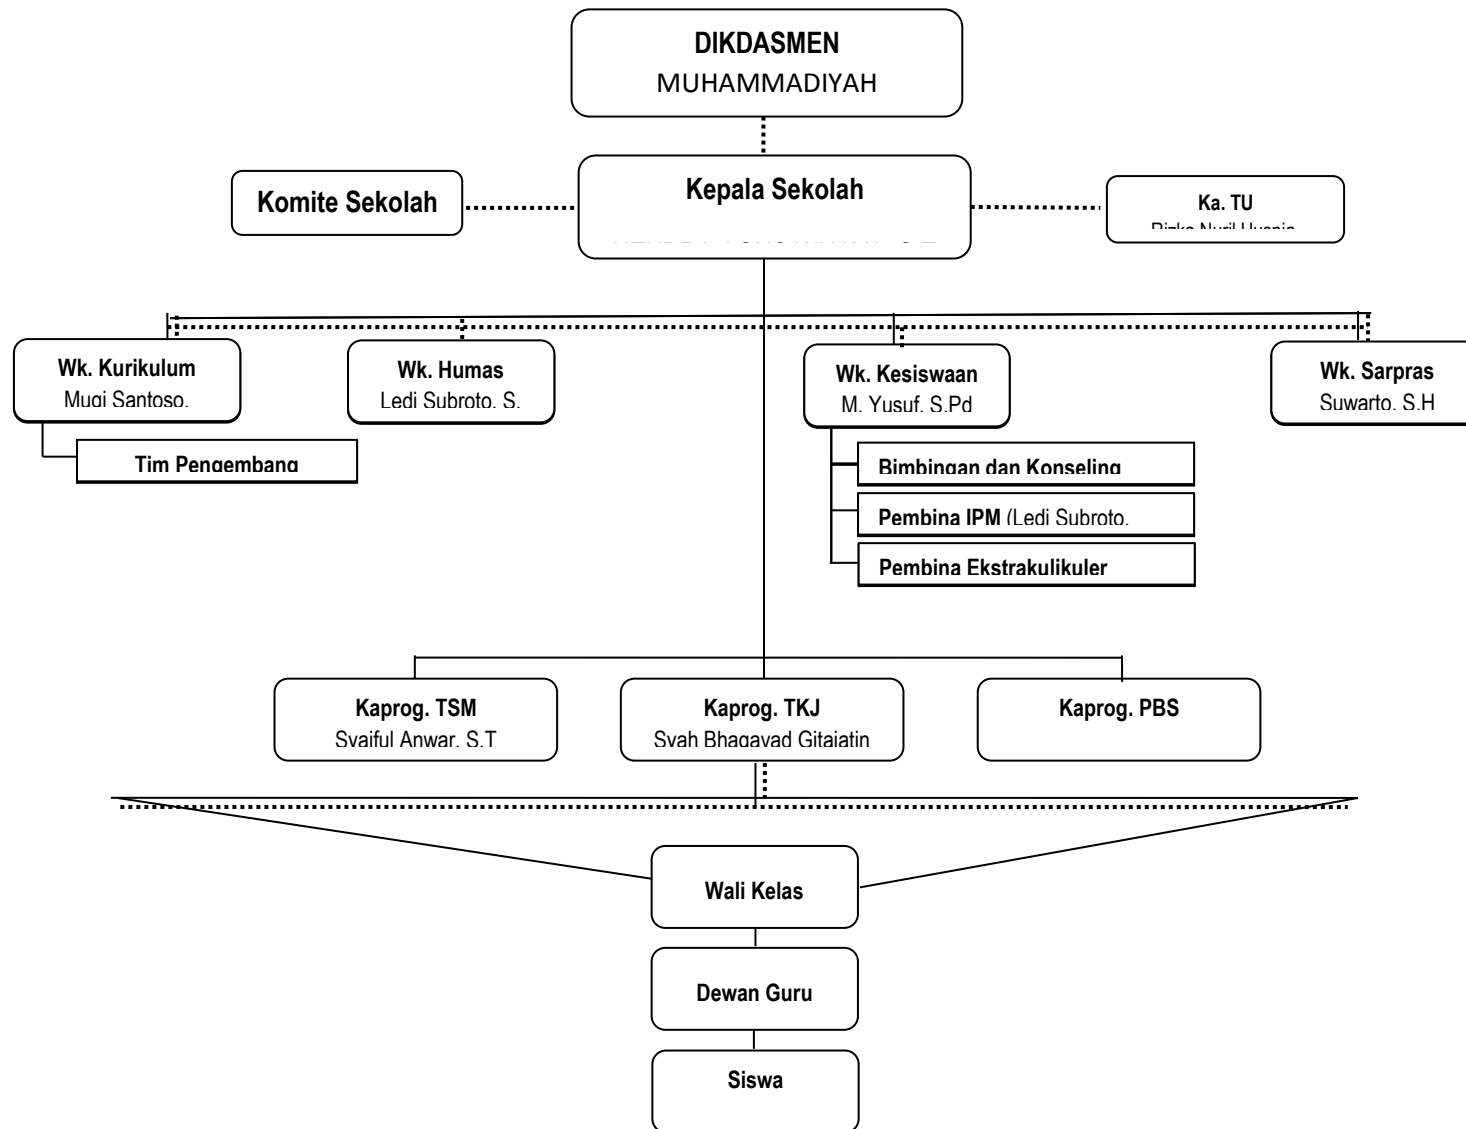 DIKDASMEN
MUHAMMADIYAH
Komite Sekolah
Kepala Sekolah
Ka. TU
Wk. Kurikulum
Mugi Santoso,
Wk. Humas
Ledi Subroto, S.
Wk. Kesiswaan
M. Yusuf, S.Pd
Wk. Sarpras
Suwarto, S.H
Tim Pengembang
Bimbingan dan Konseling
Pembina IPM (Ledi Subroto,
Pembina Ekstrakulikuler
Kaprog. TSM
Syaiful Anwar, S.T
Kaprog. TKJ
Syah Bhagavad
Kaprog. PBS
Wali Kelas
Dewan Guru
Siswa